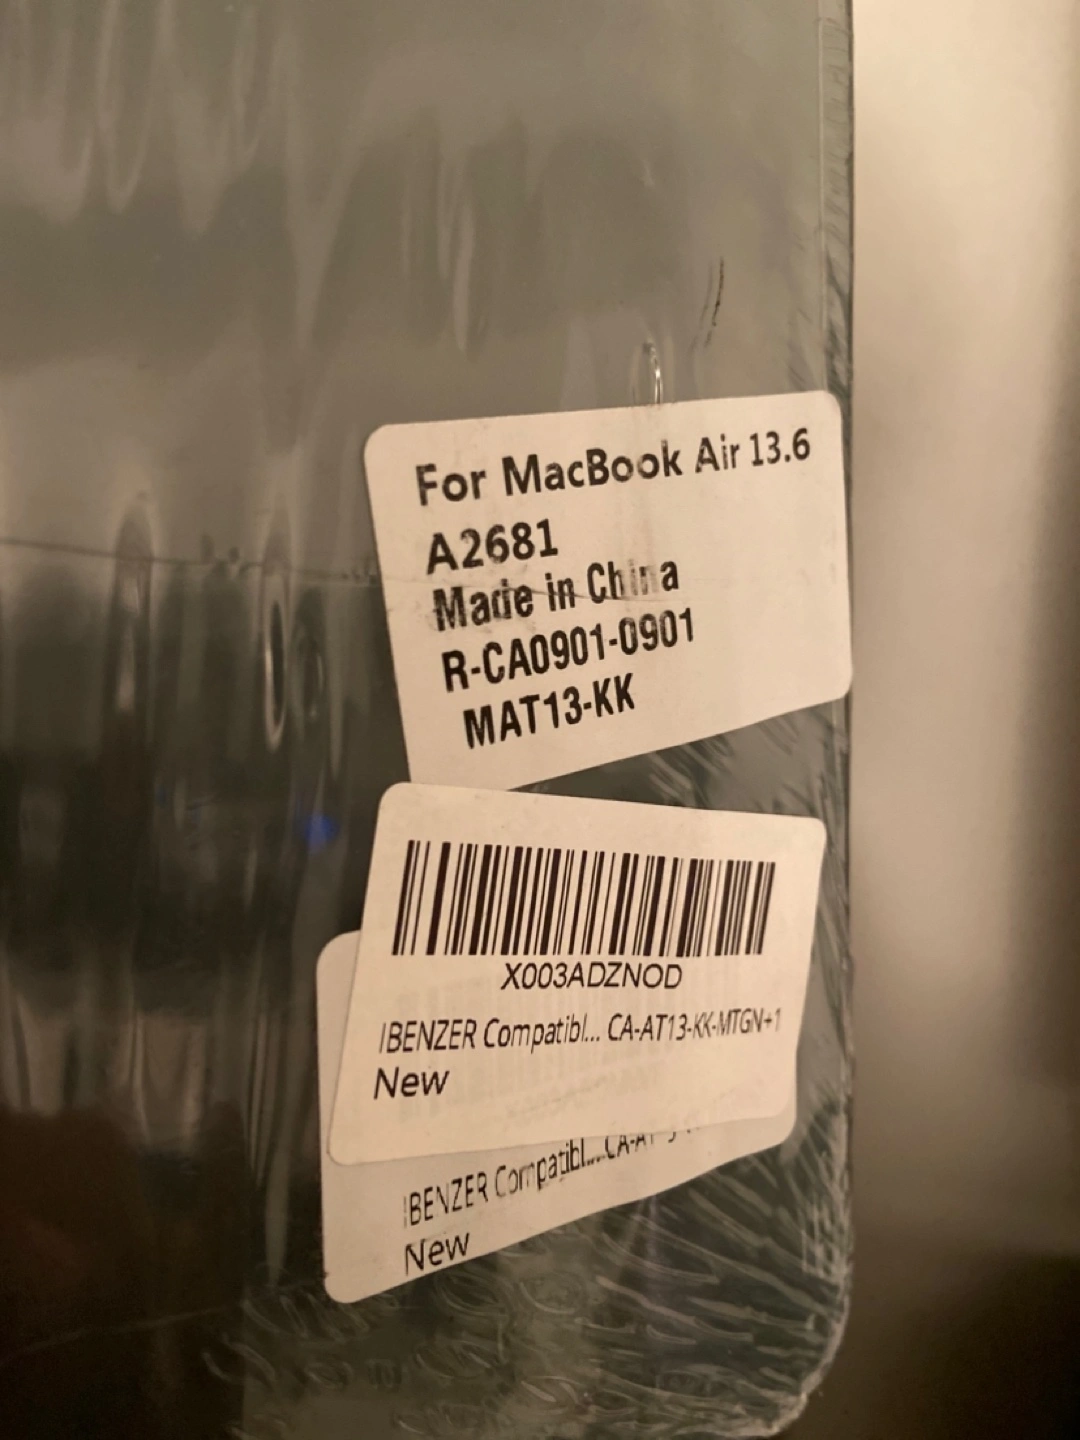 For MacBook Air 13.6
A2681
Made in China
R-CA0901-0901
MAT13-KK
X003ADZNOD
IBENZER Compatibl... CA-AT13-KK-MTGN+1
New
IBENZER Compatibl...
New